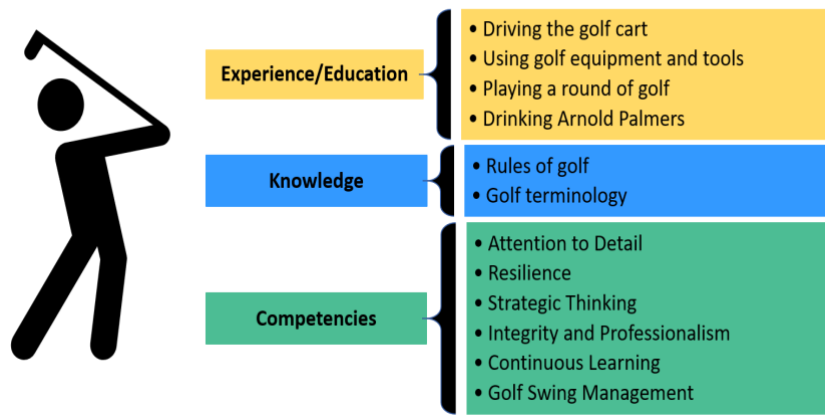 Experience/Education
• Driving the golf cart
• Using golf equipment and tools
• Playing a round of golf
• Drinking Arnold Palmers
Knowledge
• Rules of golf
• Golf terminology
Competencies
• Attention to Detail
• Resilience
• Strategic Thinking
• Integrity and Professionalism
• Continuous Learning
• Golf Swing Management